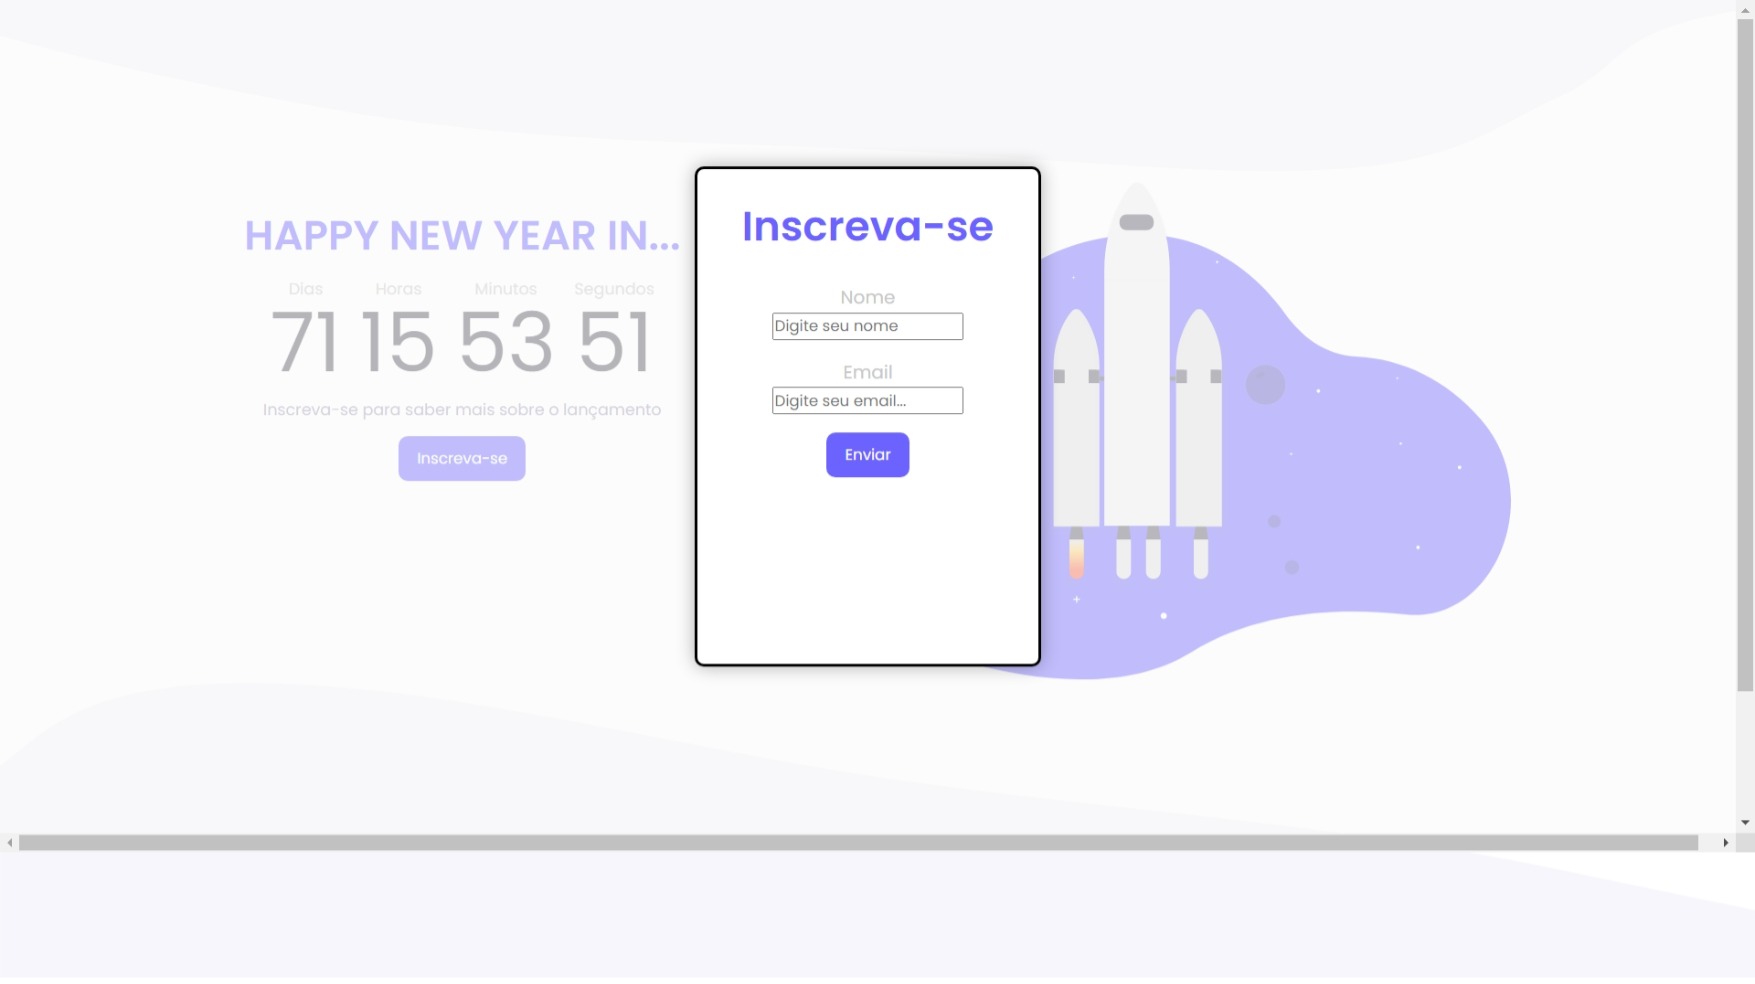 HAPPY NEW YEAR IN...
Dias Horas Minutos Segundos
71 15 53 51
Inscreva-se para saber mais sobre o lançamento
Inscreva-se
Inscreva-se
Nome
Digite seu nome
Email
Digite seu email...
Enviar